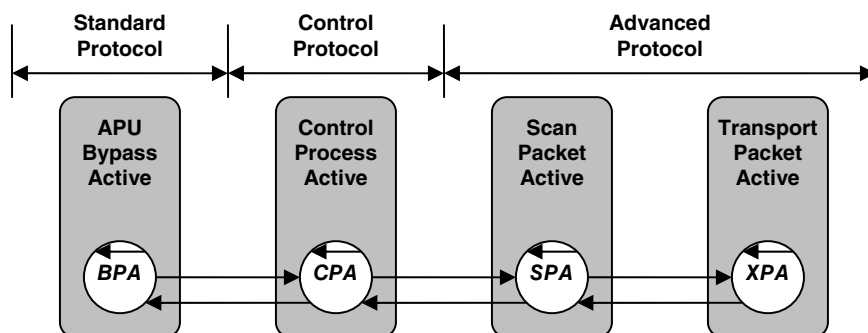 Standard
Protocol
Control
Protocol
Advanced
Protocol
APU
Bypass
Active
Control
Process
Active
Scan
Packet
Active
Transport
Packet
Active
BPA
CPA
SPA
XPA